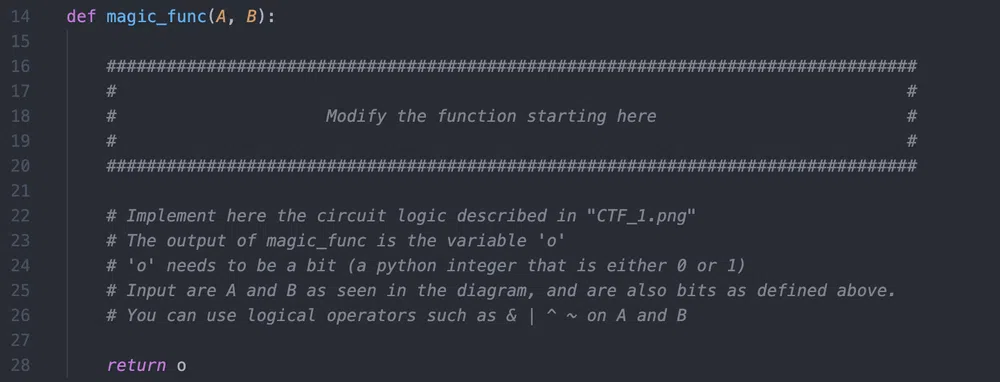 14 def magic_func(A, B):
15
16 #################################################################################
17 # #
18 # Modify the function starting here #
19 # #
20 #################################################################################
21
22 # Implement here the circuit logic described in "CTF_1.png"
23 # The output of magic_func is the variable 'o'
24 # 'o' needs to be a bit (a python integer that is either 0 or 1)
25 # Input are A and B as seen in the diagram, and are also bits as defined above.
26 # You can use logical operators such as & | ^ ~ on A and B
27
28 return o